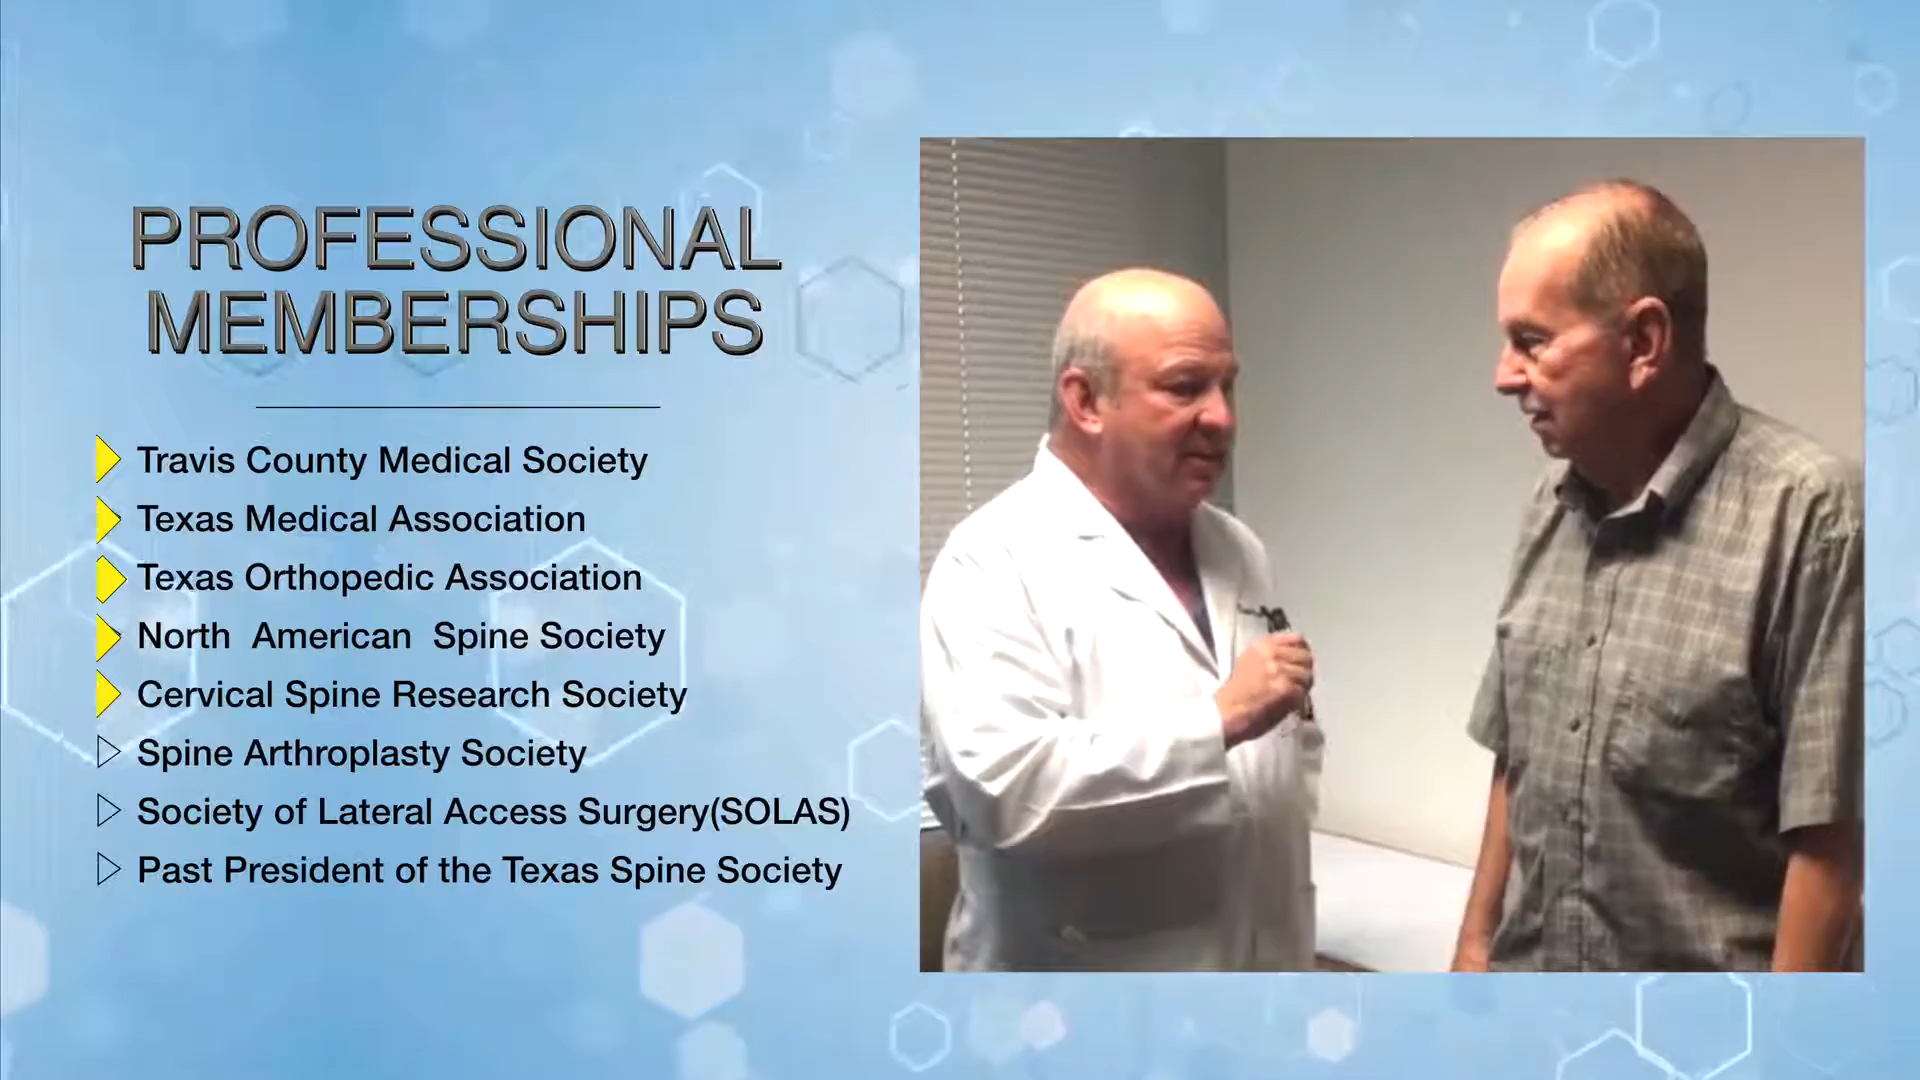 PROFESSIONAL
MEMBERSHIPS
Travis County Medical Society
Texas Medical Association
Texas Orthopedic Association
North American Spine Society
Cervical Spine Research Society
Spine Arthroplasty Society
Society of Lateral Access Surgery(SOLAS)
Past President of the Texas Spine Society